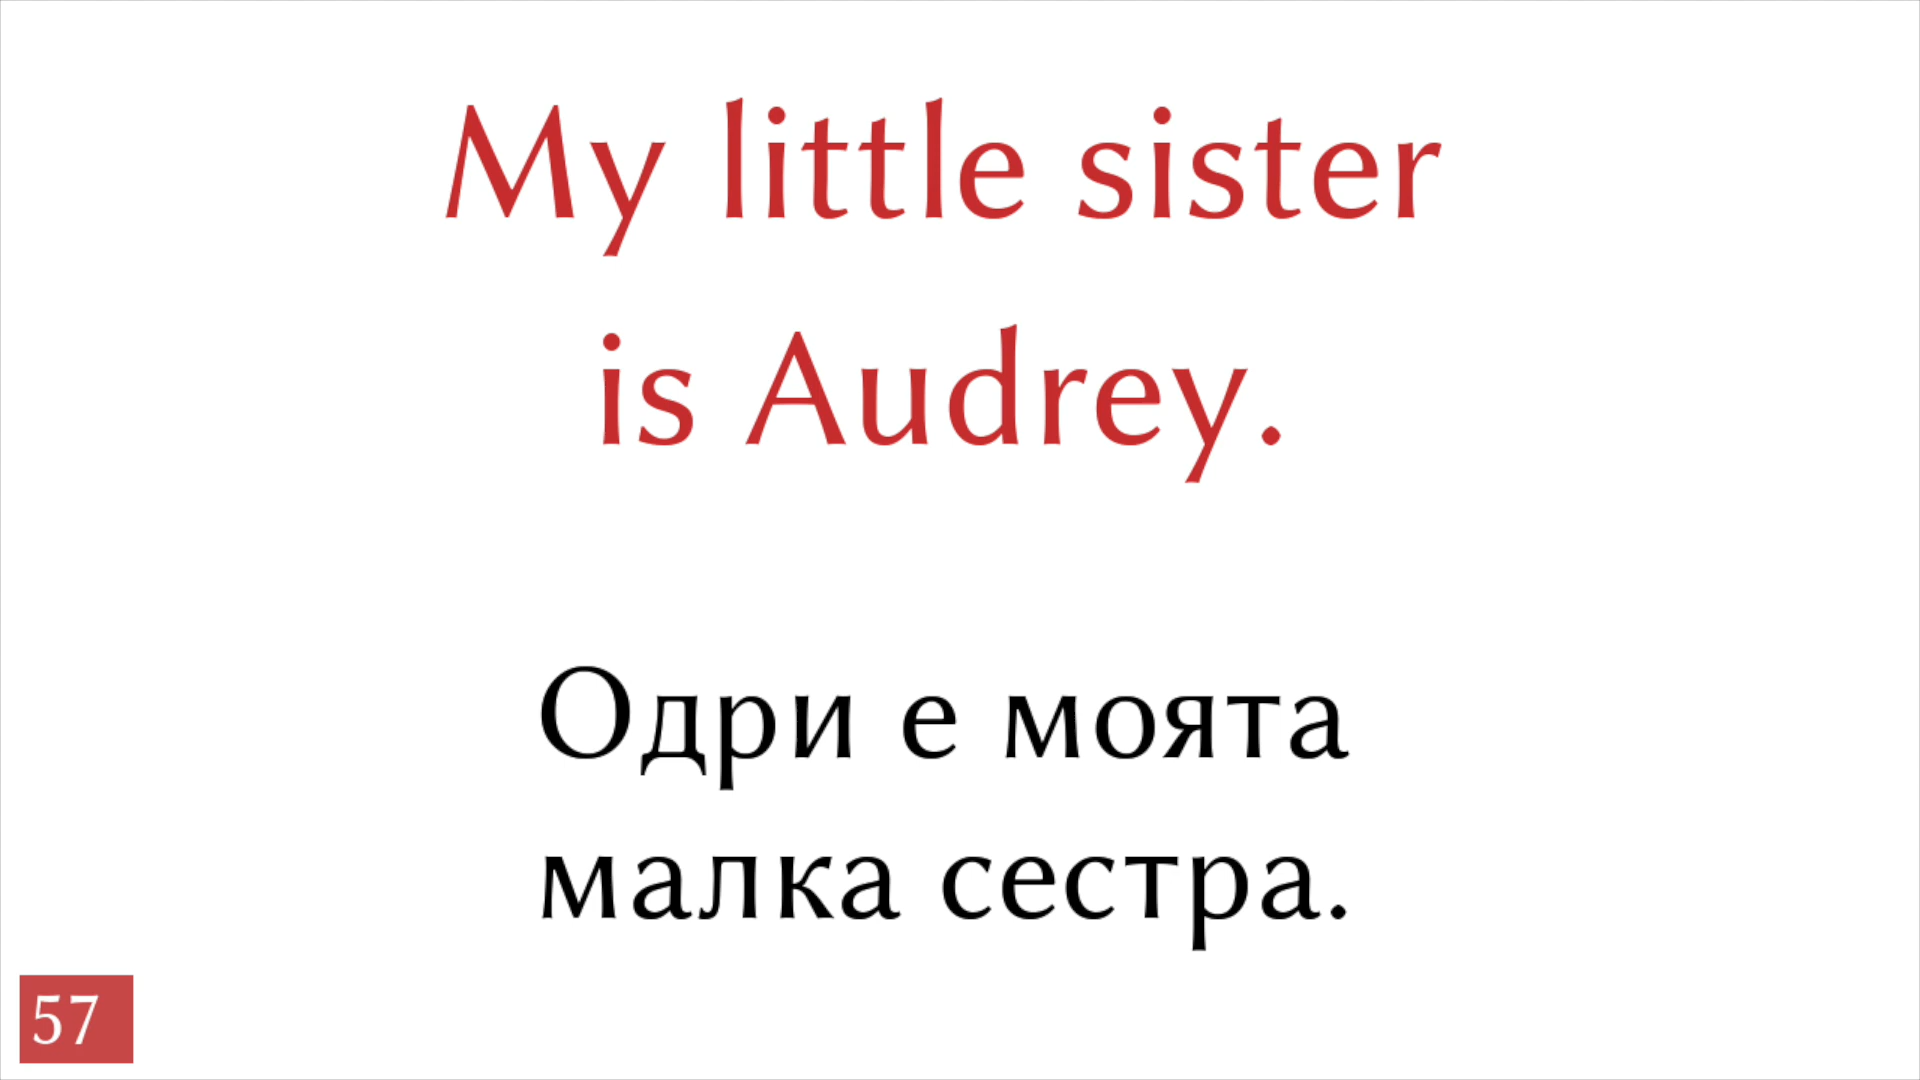 My little sister
is Audrey.
Одри е моята
малка сестра.
57